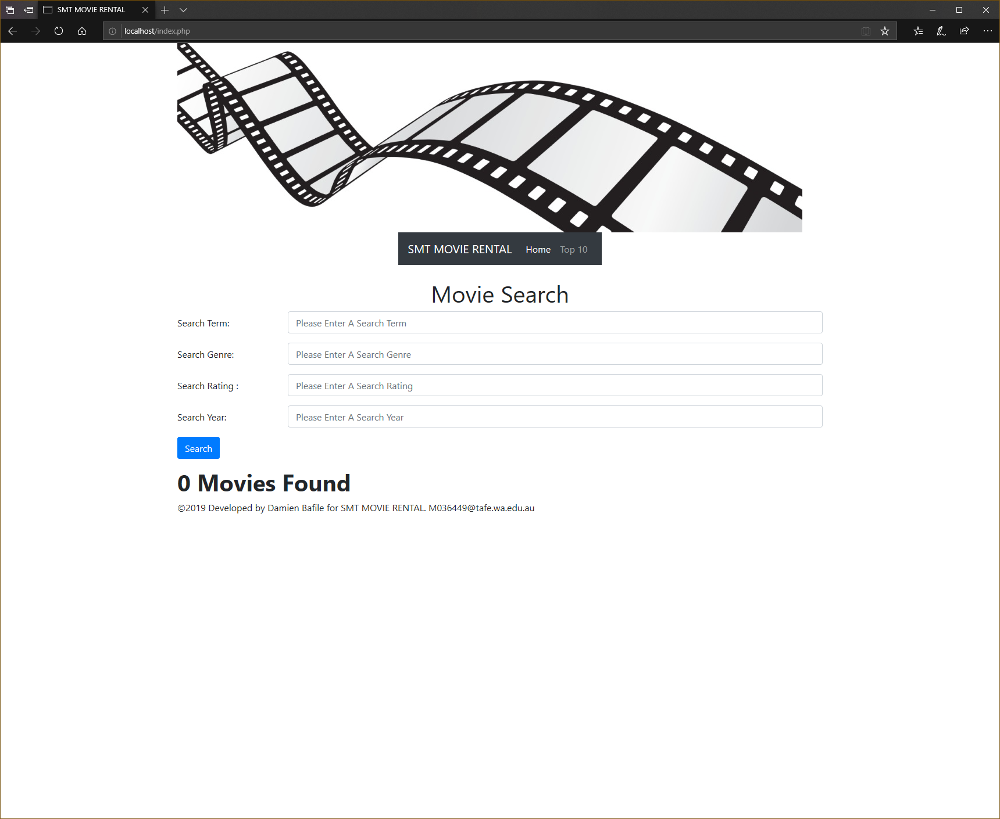 SMT MOVIE RENTAL
localhost/index.php
SMT MOVIE RENTAL Home Top 10
Movie Search
Search Term: Please Enter A Search Term
Search Genre: Please Enter A Search Genre
Search Rating : Please Enter A Search Rating
Search Year: Please Enter A Search Year
Search
0 Movies Found
©2019 Developed by Damien Bafile for SMT MOVIE RENTAL. M036449@tafe.wa.edu.au